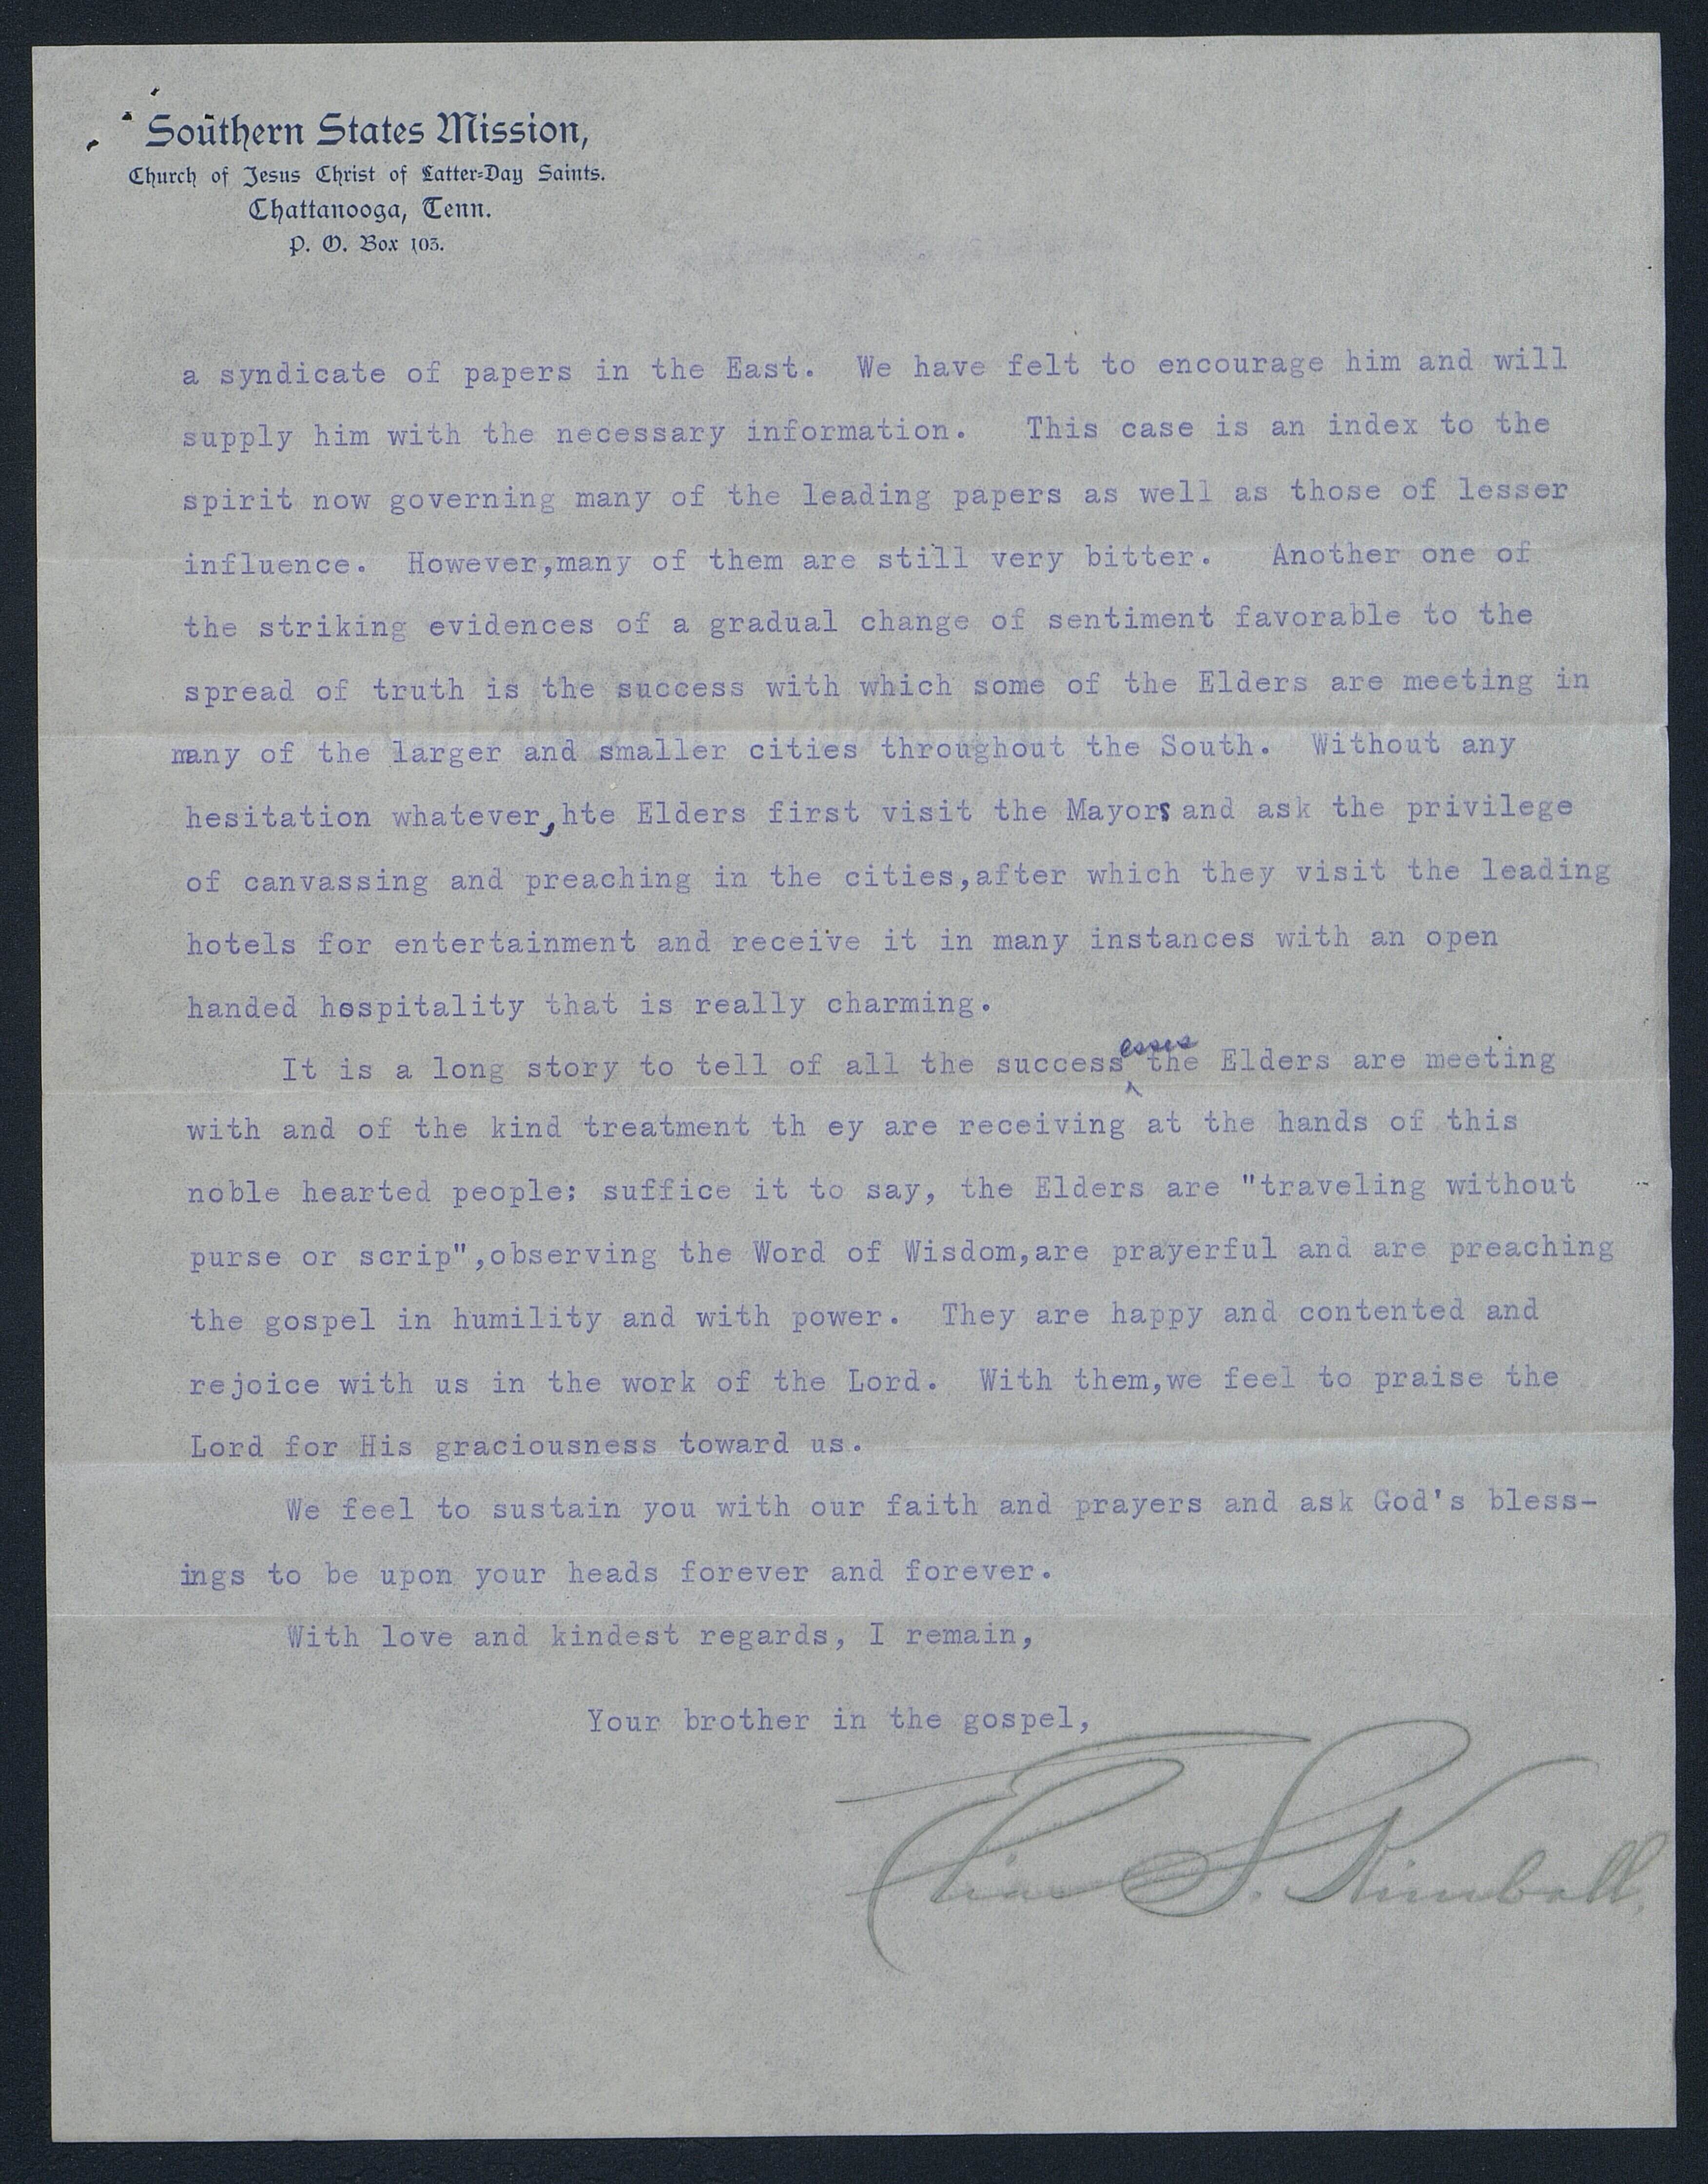 Southern States Mission,
Church of Jesus Christ of Latter-Day Saints.
Chattanooga, Tenn.
P. O. Box 103.
a syndicate of papers in the East.  We have felt to encourage him and will
supply him with the necessary information.   This case is an index to the
spirit now governing many of the leading papers as well as those of lesser
influence.  However,many of them are still very bitter.   Another one of
the striking evidences of a gradual change of sentiment favorable to the
spread of truth is the success with which some of the Elders are meeting in
many of the larger and smaller cities throughout the South.  Without any
hesitation whatever,hte Elders first visit the Mayors and ask the privilege
of canvassing and preaching in the cities,after which they visit the leading
hotels for entertainment and receive it in many instances with an open
handed hospitality that is really charming.
esses
It is a long story to tell of all the success ^ the Elders are meeting
with and of the kind treatment th ey are receiving at the hands of this
noble hearted people; suffice it to say, the Elders are "traveling without
purse or scrip",observing the Word of Wisdom,are prayerful and are preaching
the gospel in humility and with power.  They are happy and contented and
rejoice with us in the work of the Lord.  With them,we feel to praise the
Lord for His graciousness toward us.
We feel to sustain you with our faith and prayers and ask God's bless-
ings to be upon your heads forever and forever.
With love and kindest regards, I remain,
Your brother in the gospel,
Elias S. Kimball.